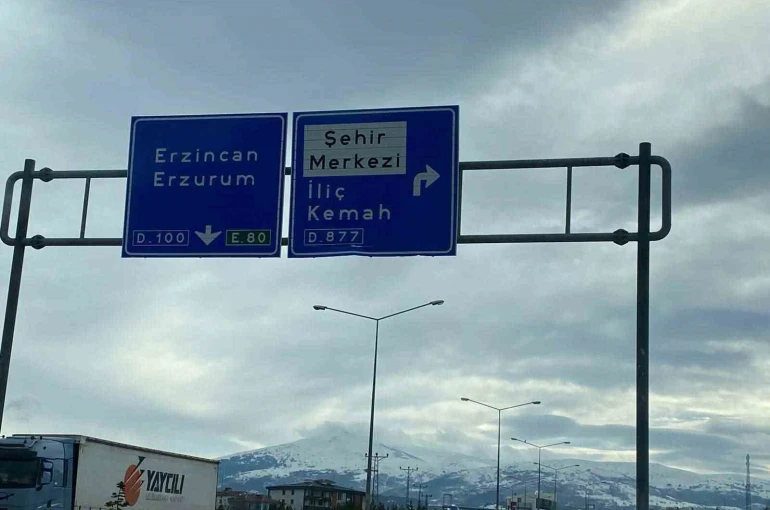 Erzincan
Erzurum
D.100 E.80
Şehir
Merkezi
İliç
Kemah
D.877
YAYCILI